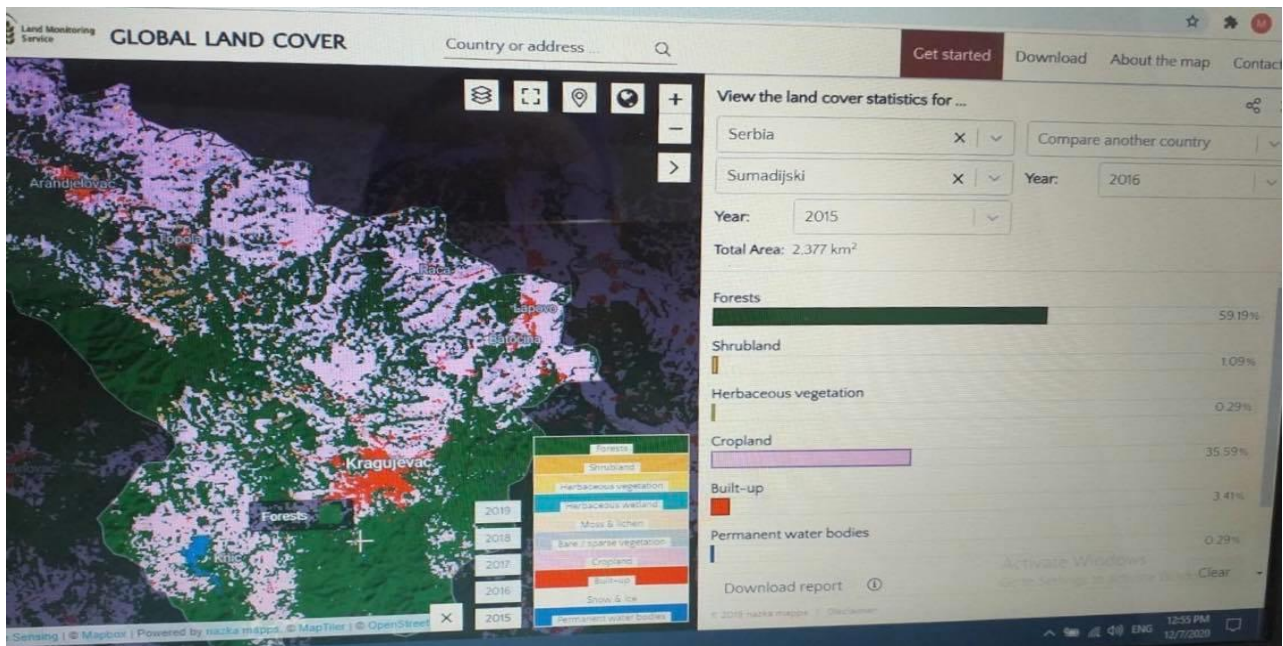 Land Monitoring
Service
GLOBAL LAND COVER
Country or address ...
Get started
Download
About the map
Contact
M
View the land cover statistics for ...
Serbia
Compare another country
Sumadijski
Year:
2016
Year:
2015
Total Area: 2,377 km²
Forests
59.19%
Shrubland
1.09%
Herbaceous vegetation
0.29%
Cropland
35.59%
Built-up
3.41%
Permanent water bodies
0.29%
Activate Windows
Clear
Download report
© 2019 nazka mapps
Disclaimer
Arandjelovac
Topola
Raca
Lapovo
Batocina
Kragujevac
Forests
Knic
2019
2018
2017
2016
2015
Forests
Shrubland
Herbaceous vegetation
Herbaceous wetland
Moss & lichen
Bare / sparse vegetation
Cropland
Built-up
Snow & Ice
Permanent water bodies
Sensing | © Mapbox | Powered by nazka mapps. © MapTiler | © OpenStreet
ENG
12:55 PM
12/7/2020